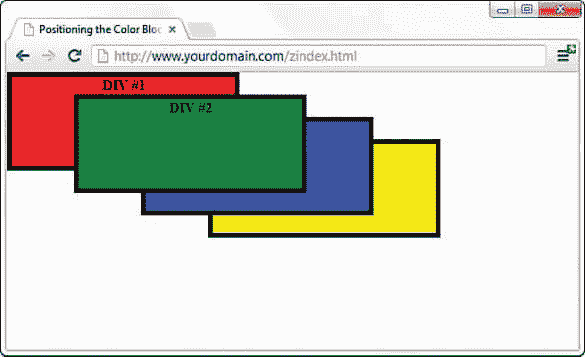 Positioning the Color Bloc
http://www.yourdomain.com/zindex.html
DIV #1
DIV #2